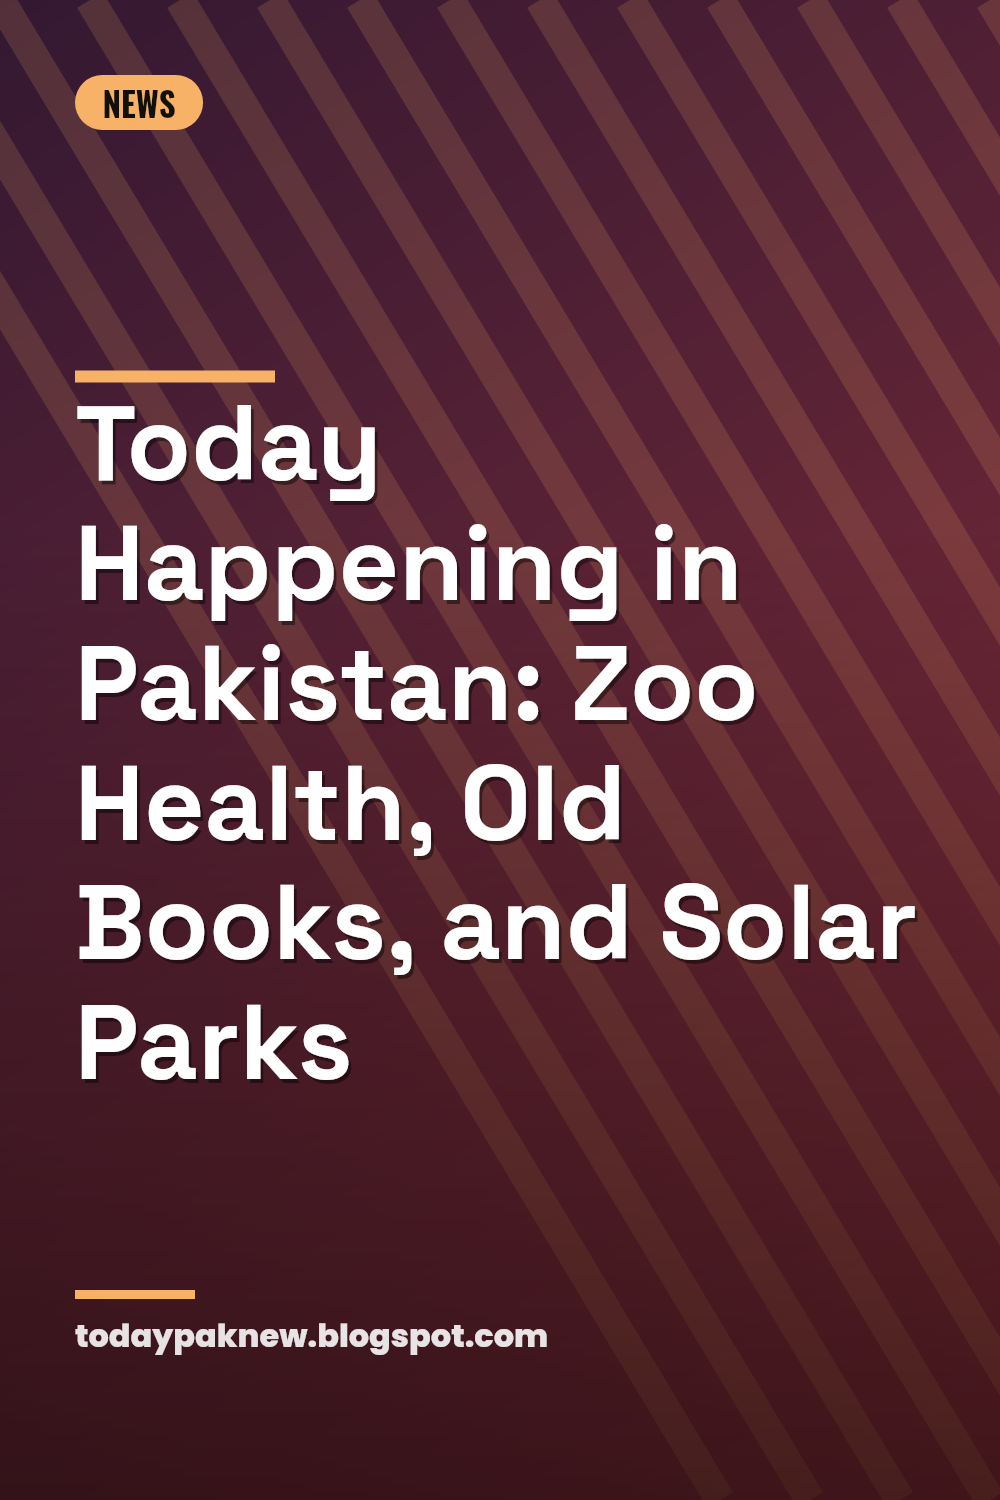 NEWS
Today
Happening in
Pakistan: Zoo
Health, Old
Books, and Solar
Parks
todaypaknew.blogspot.com